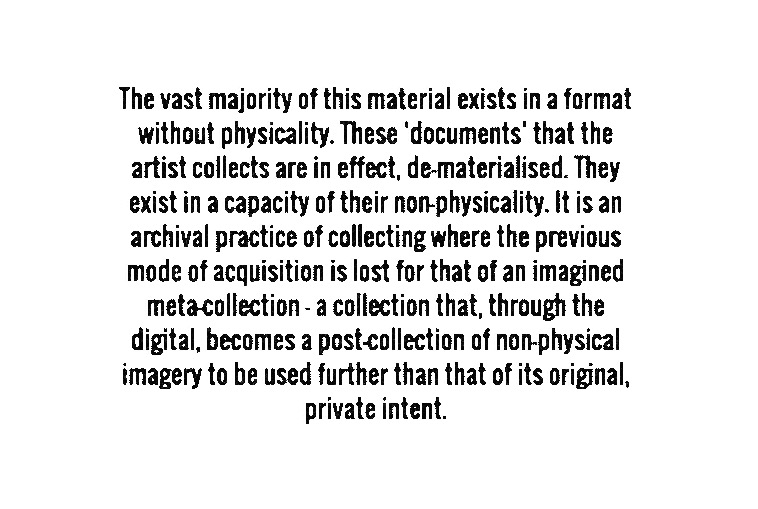 The vast majority of this material exists in a format
without physicality. These 'documents' that the
artist collects are in effect, de-materialised. They
exist in a capacity of their non-physicality. It is an
archival practice of collecting where the previous
mode of acquisition is lost for that of an imagined
meta-collection - a collection that, through the
digital, becomes a post-collection of non-physical
imagery to be used further than that of its original,
private intent.